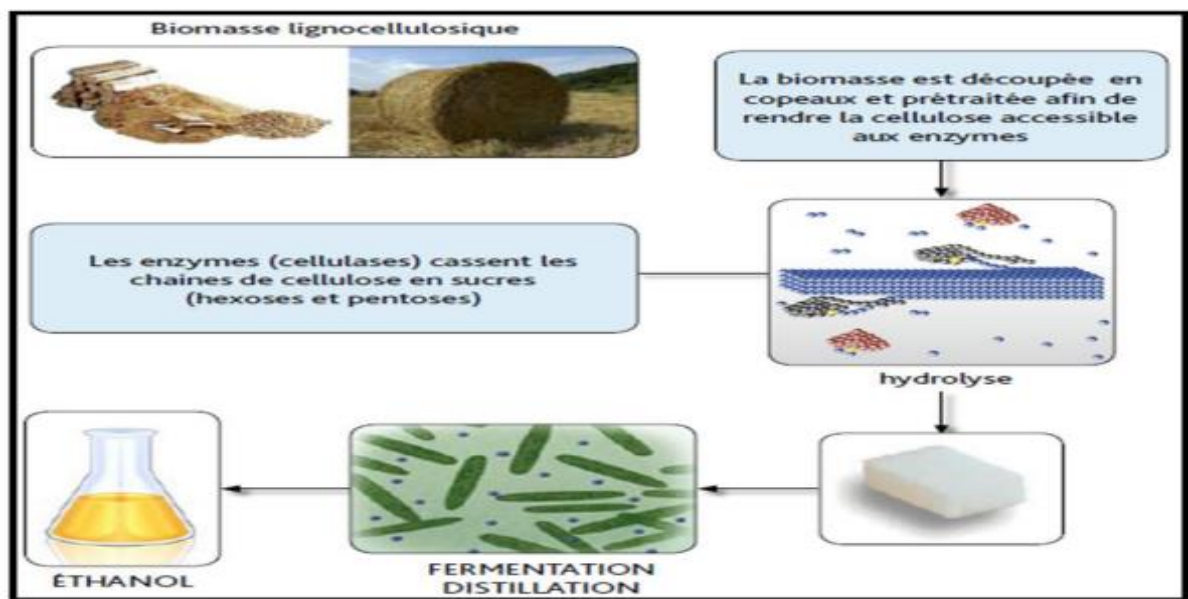 Biomasse lignocellulosique
La biomasse est découpée en
copeaux et prétraitée afin de
rendre la cellulose accessible
aux enzymes
Les enzymes (cellulases) cassent les
chaines de cellulose en sucres
(hexoses et pentoses)
hydrolyse
FERMENTATION
DISTILLATION
ÉTHANOL